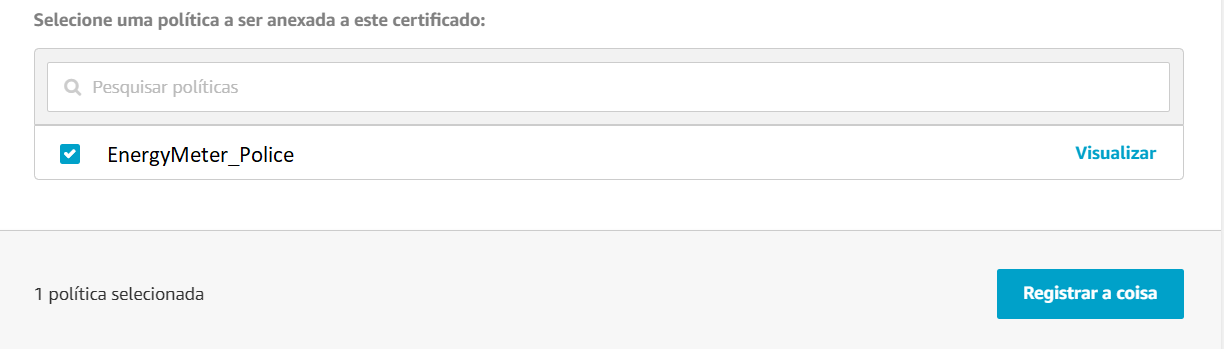 Selecione uma política a ser anexada a este certificado:
Pesquisar políticas
EnergyMeter_Police
Visualizar
1 política selecionada
Registrar a coisa